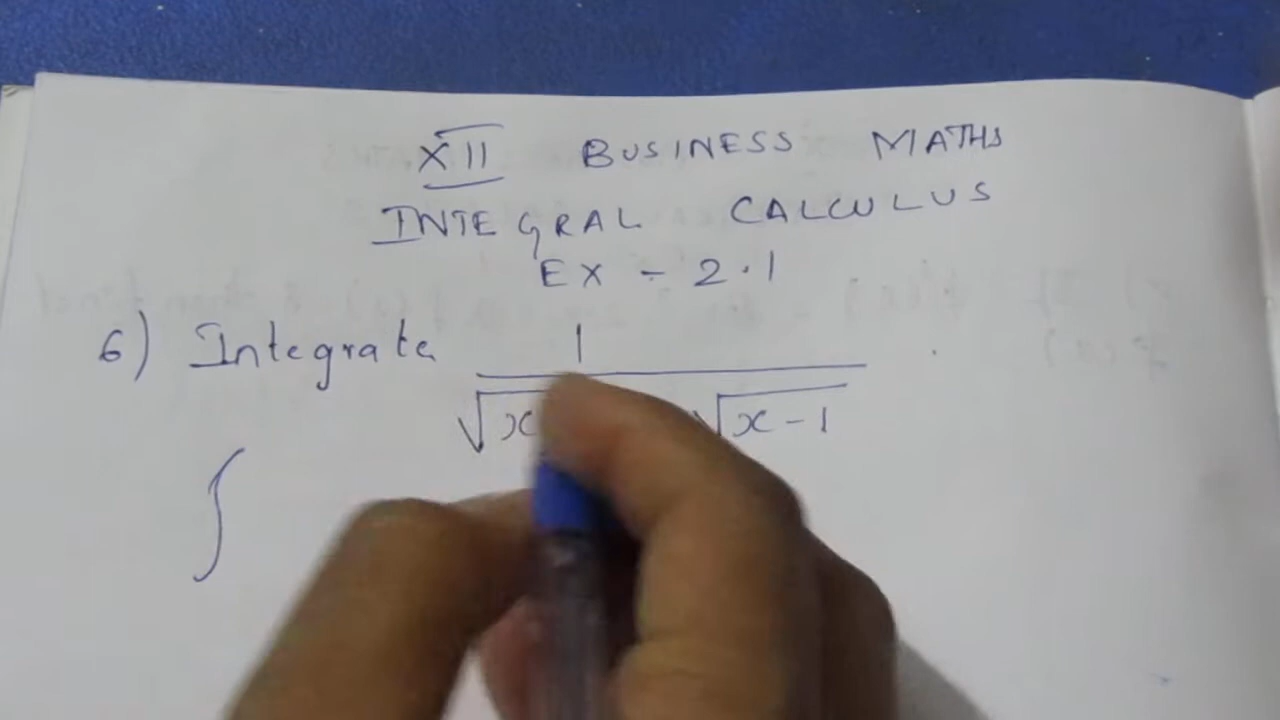 XII BUSINESS MATHS
INTEGRAL CALCULUS
EX - 2.1
6) Integrate 1
√x √x-1
∫